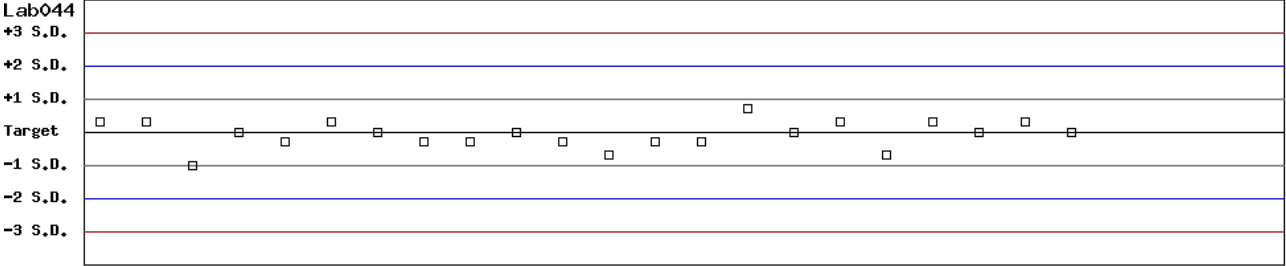 Lab044
+3 S.D.
+2 S.D.
+1 S.D.
Target
-1 S.D.
-2 S.D.
-3 S.D.